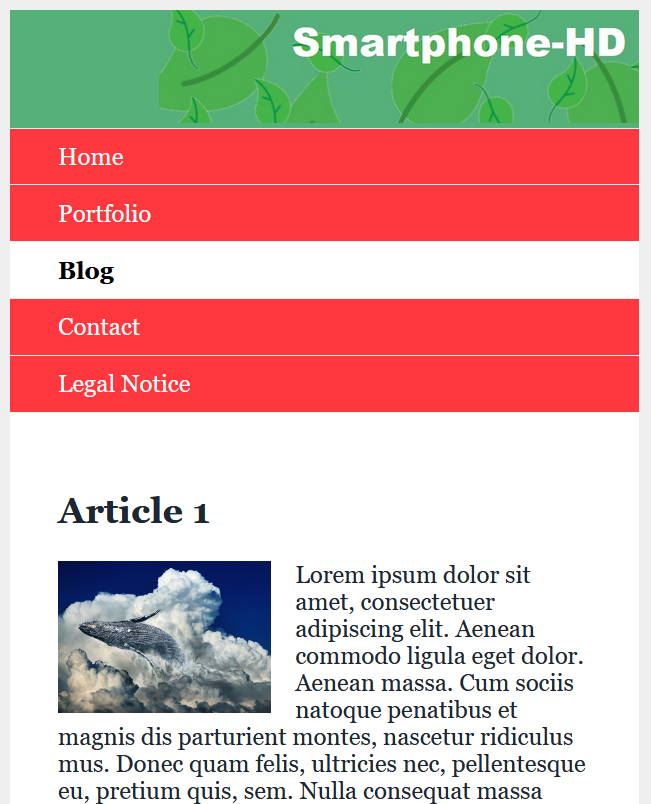 Smartphone-HD
Home
Portfolio
Blog
Contact
Legal Notice
Article 1
Lorem ipsum dolor sit
amet, consectetuer
adipiscing elit. Aenean
commodo ligula eget dolor.
Aenean massa. Cum sociis
natoque penatibus et
magnis dis parturient montes, nascetur ridiculus
mus. Donec quam felis, ultricies nec, pellentesque
eu, pretium quis, sem. Nulla consequat massa